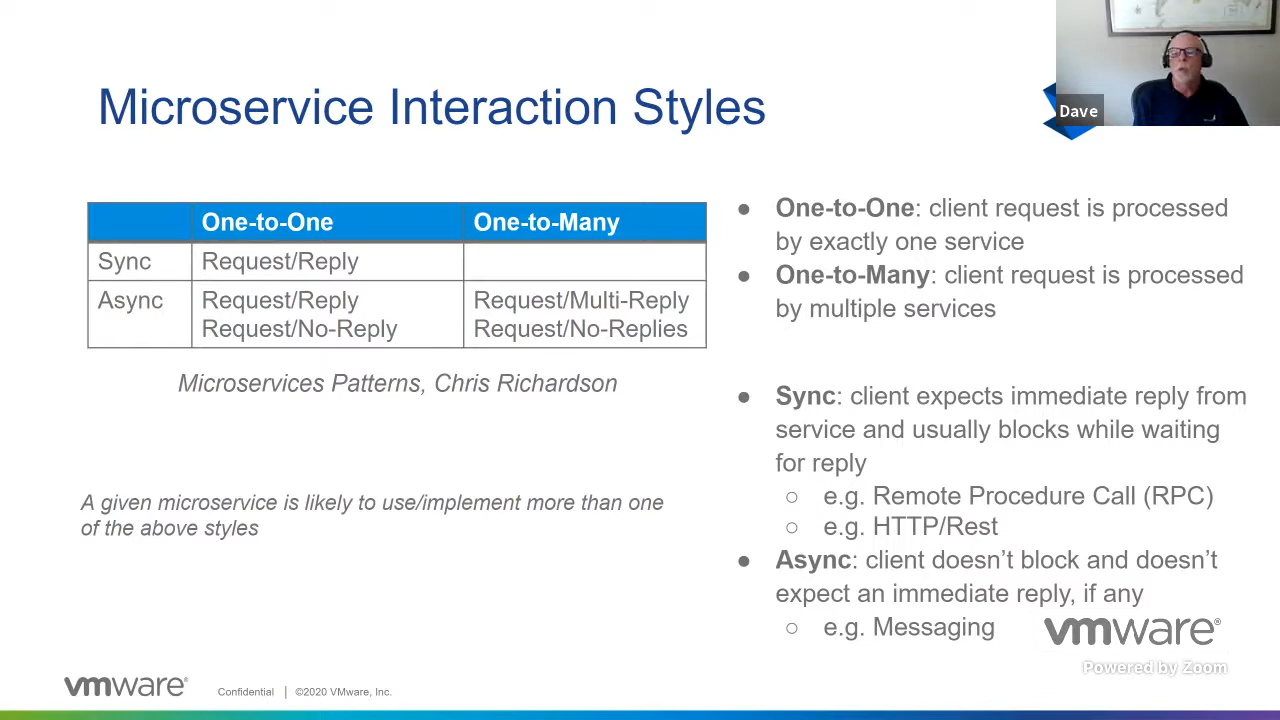 Microservice Interaction Styles
Dave
One-to-One One-to-Many
Sync Request/Reply
Async Request/Reply Request/Multi-Reply
Request/No-Reply Request/No-Replies
Microservices Patterns, Chris Richardson
A given microservice is likely to use/implement more than one
of the above styles
● One-to-One: client request is processed
by exactly one service
● One-to-Many: client request is processed
by multiple services
● Sync: client expects immediate reply from
service and usually blocks while waiting
for reply
○ e.g. Remote Procedure Call (RPC)
○ e.g. HTTP/Rest
● Async: client doesn’t block and doesn’t
expect an immediate reply, if any
○ e.g. Messaging
vmware®
Powered by Zoom
vmware® Confidential | ©2020 VMware, Inc.